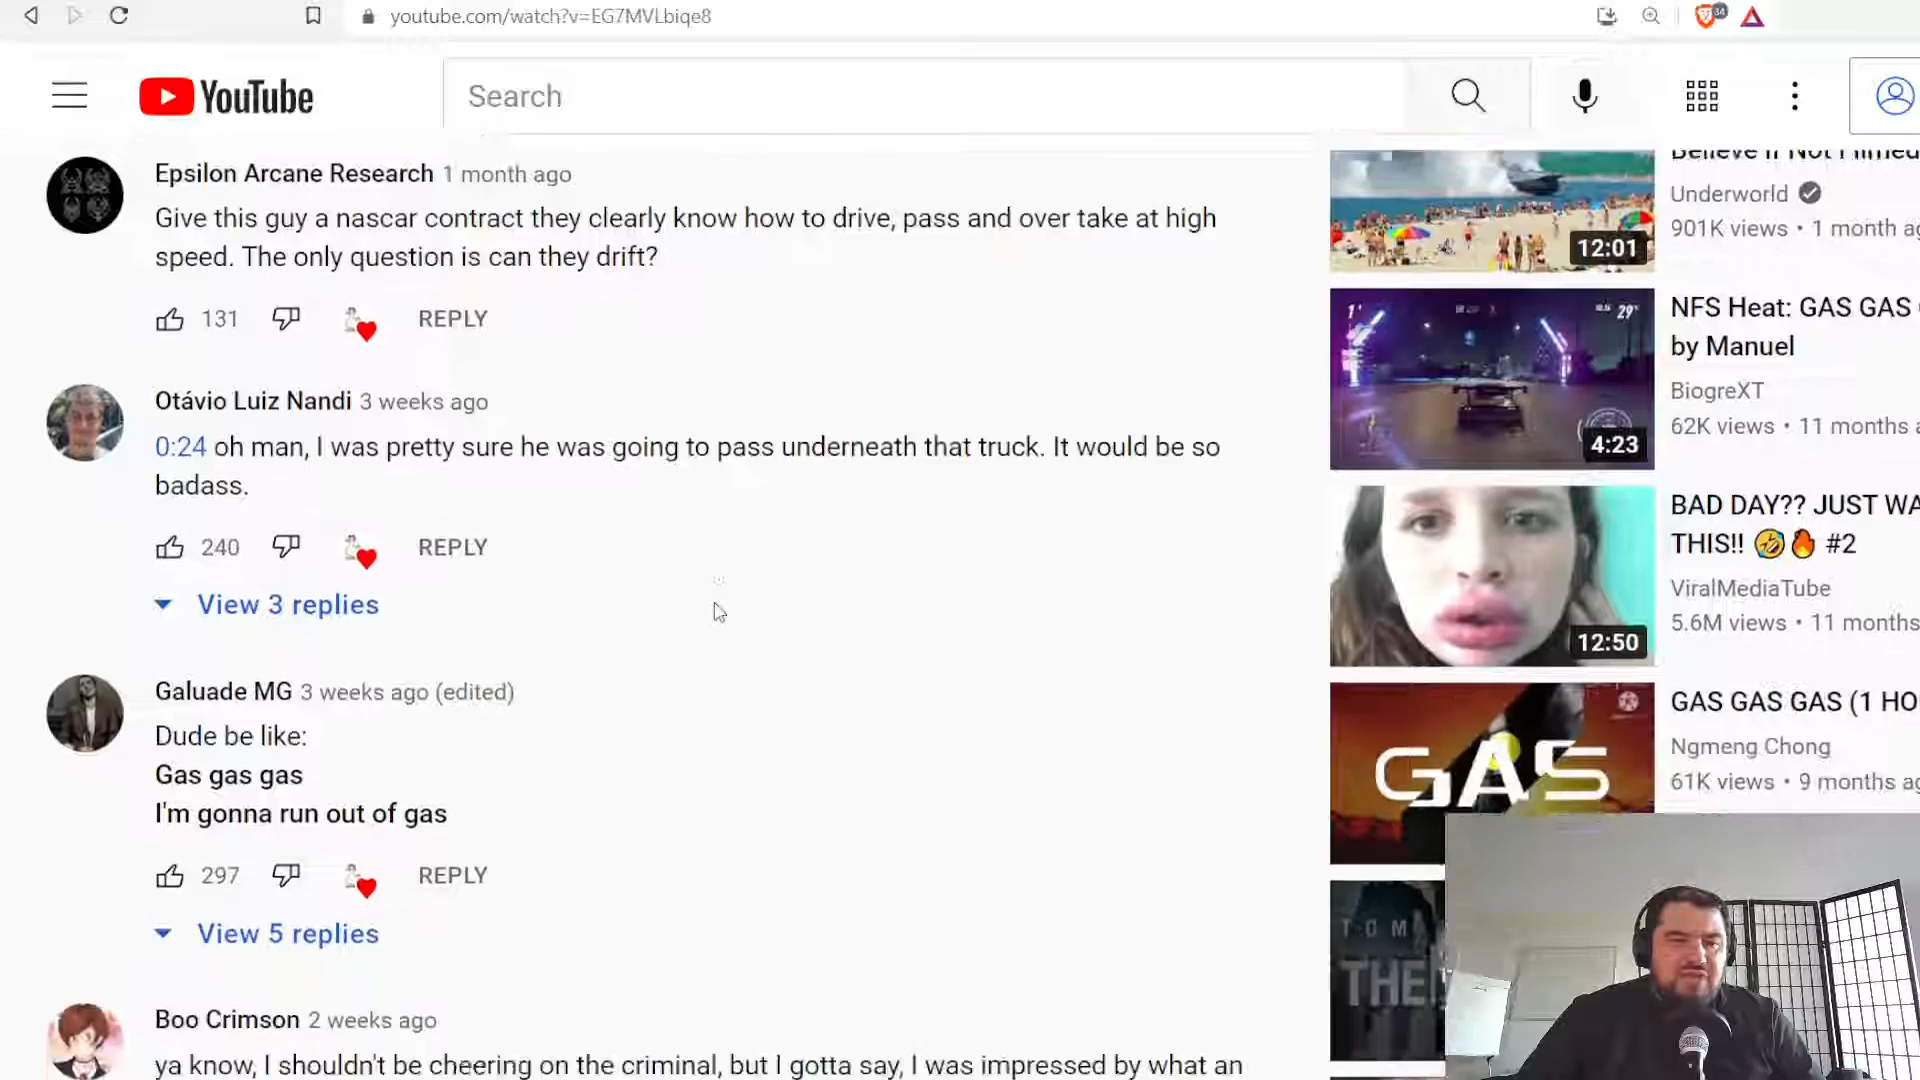 youtube.com/watch?v=EG7MVLbiqe8
34
YouTube
Search
Epsilon Arcane Research 1 month ago
Give this guy a nascar contract they clearly know how to drive, pass and over take at high
speed. The only question is can they drift?
131 REPLY
Otávio Luiz Nandi 3 weeks ago
0:24 oh man, I was pretty sure he was going to pass underneath that truck. It would be so
badass.
240 REPLY
View 3 replies
Galuade MG 3 weeks ago (edited)
Dude be like:
Gas gas gas
I'm gonna run out of gas
297 REPLY
View 5 replies
Boo Crimson 2 weeks ago
ya know, I shouldn't be cheering on the criminal, but I gotta say, I was impressed by what an
Believe If Not Filmed
Underworld
901K views • 1 month ag
12:01
NFS Heat: GAS GAS
by Manuel
BiogreXT
62K views • 11 months a
4:23
BAD DAY?? JUST WA
THIS!! 🤣🔥 #2
ViralMediaTube
5.6M views • 11 months
12:50
GAS GAS GAS (1 HO
Ngmeng Chong
61K views • 9 months ag
GAS
TOM
THE